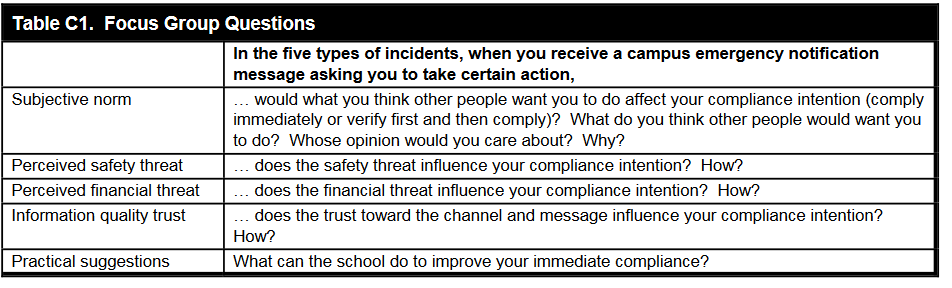 Table C1. Focus Group Questions
In the five types of incidents, when you receive a campus emergency notification
message asking you to take certain action,
Subjective norm
… would what you think other people want you to do affect your compliance intention (comply
immediately or verify first and then comply)? What do you think other people would want you
to do? Whose opinion would you care about? Why?
Perceived safety threat
… does the safety threat influence your compliance intention? How?
Perceived financial threat
… does the financial threat influence your compliance intention? How?
Information quality trust
… does the trust toward the channel and message influence your compliance intention?
How?
Practical suggestions
What can the school do to improve your immediate compliance?